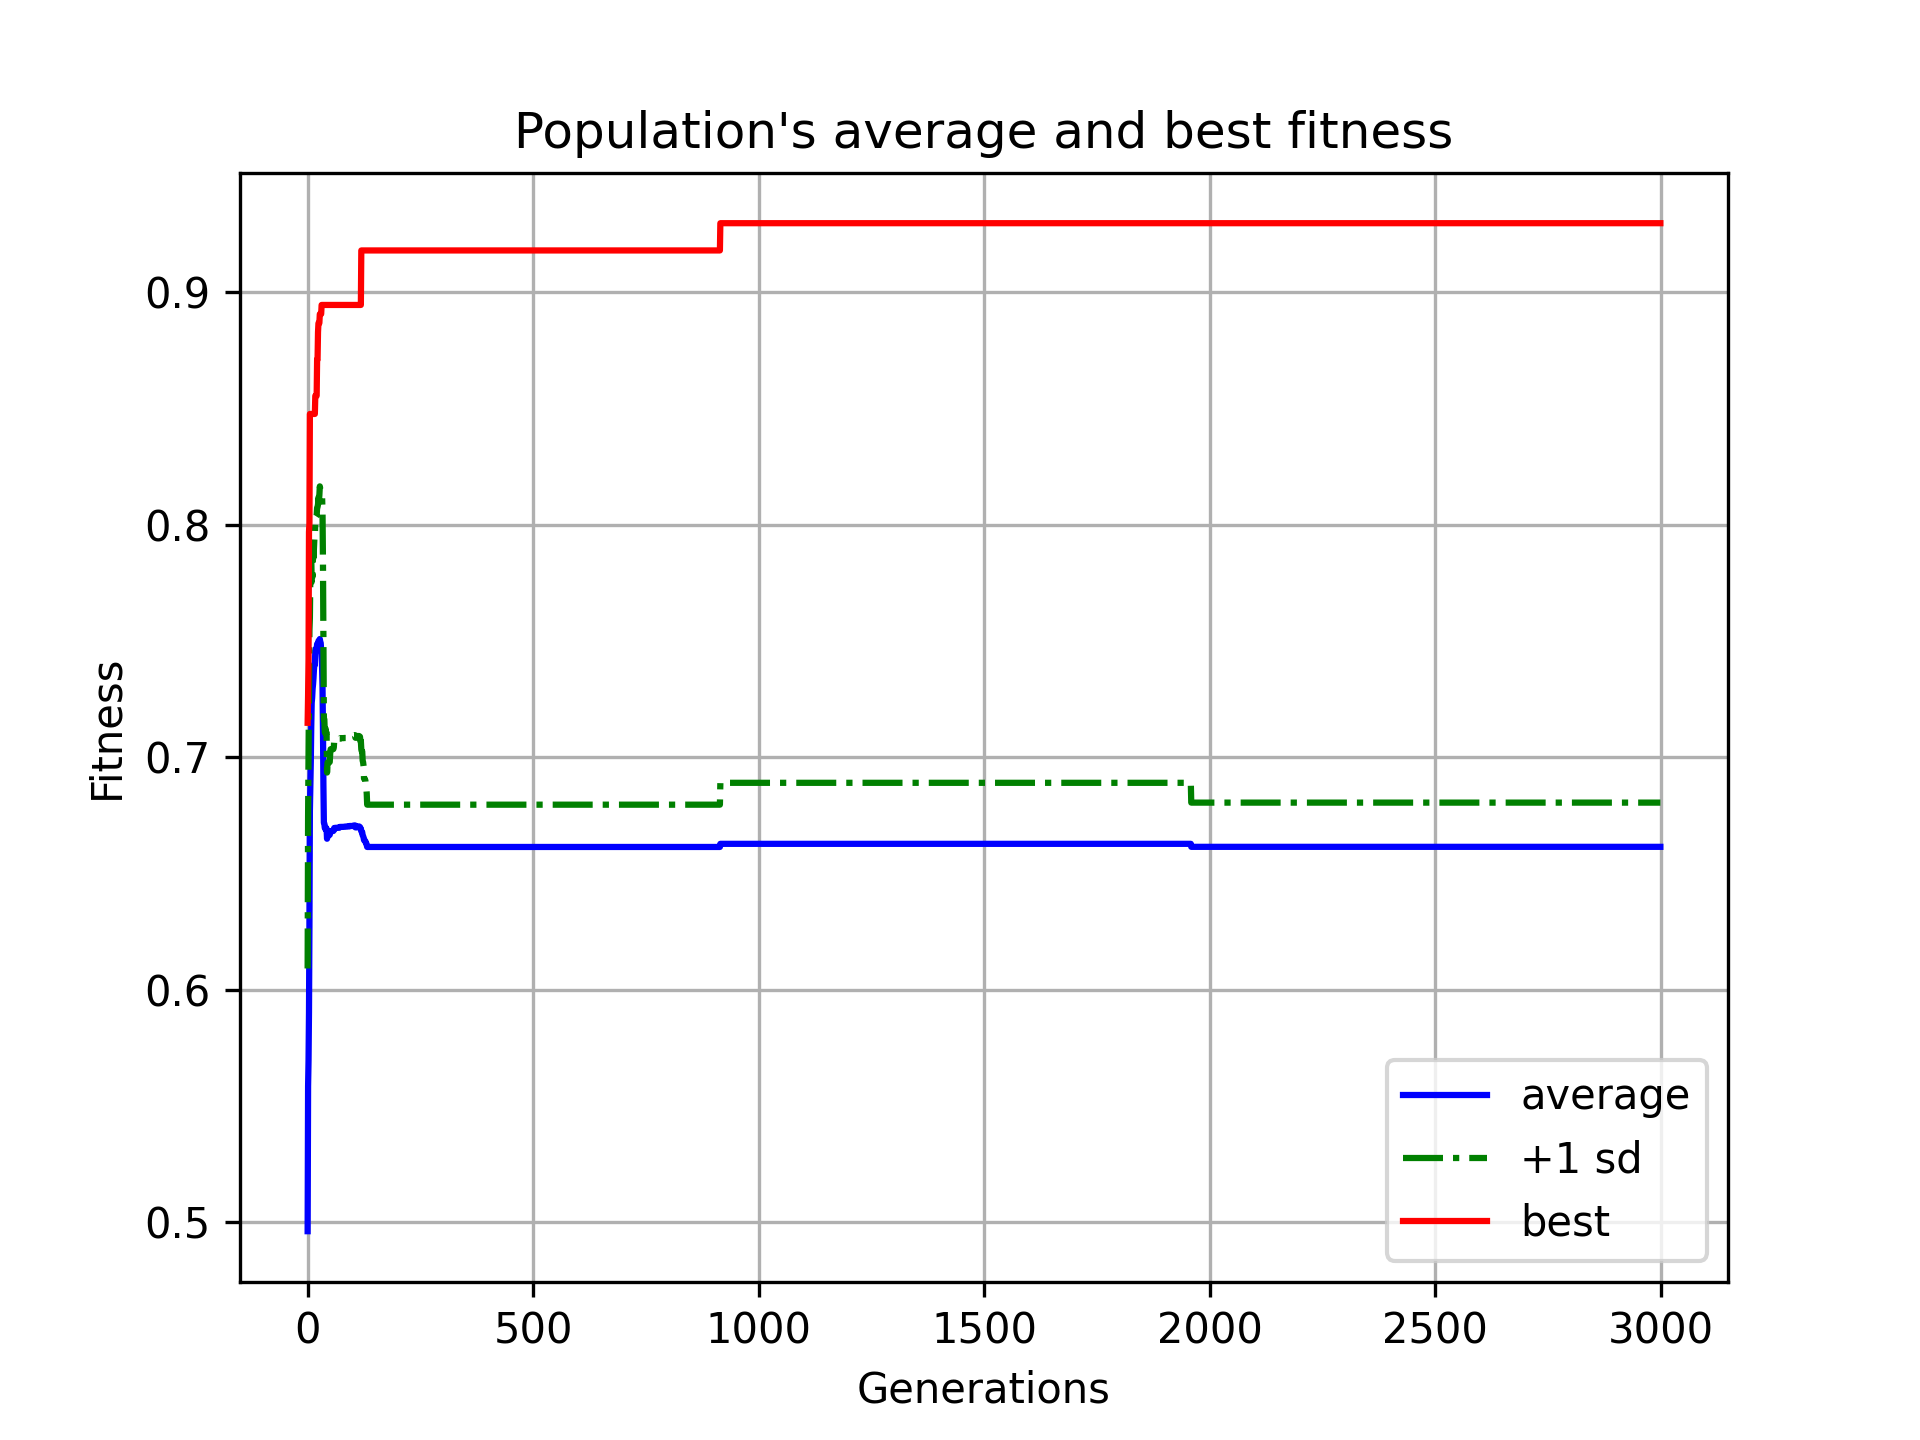 Population's average and best fitness
Fitness
0.9
0.8
0.7
0.6
0.5
0 500 1000 1500 2000 2500 3000
Generations
average
+1 sd
best